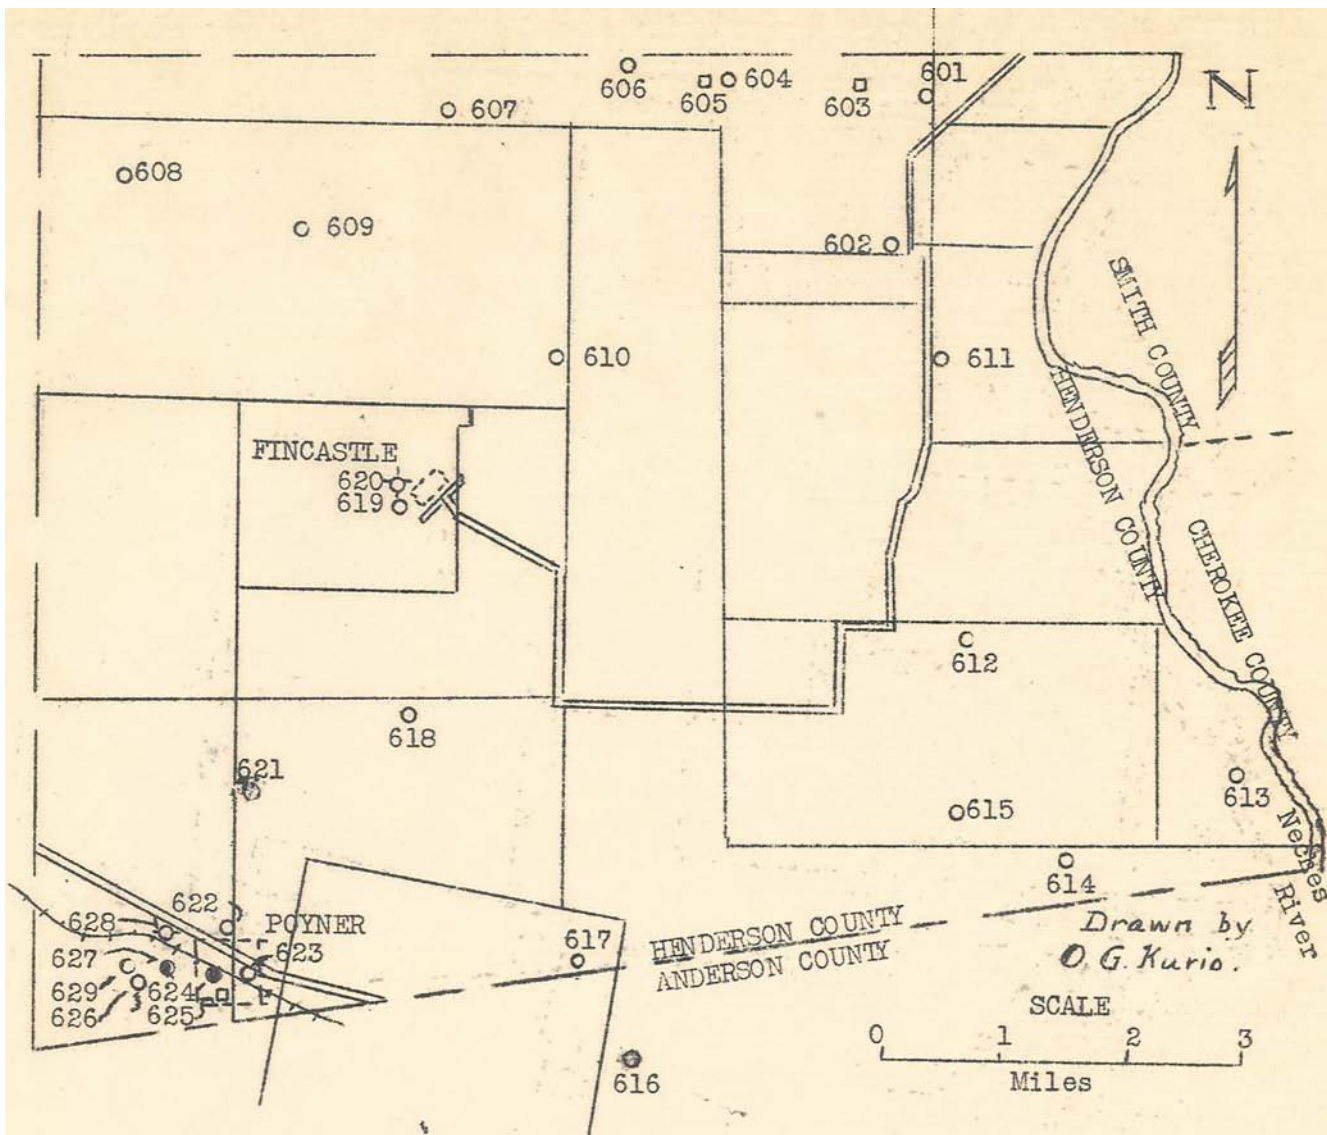 601
606
605
604
603
607
N
608
609
602
SMITH COUNTY
610
611
HENDERSON COUNTY
FINCASTLE
620
619
CHEROKEE COUNTY
612
618
621
613
615
Neches River
614
622
628
POYNER
623
617
HENDERSON COUNTY
ANDERSON COUNTY
Drawn by
O G. Kurio.
627
629
624
626
625
SCALE
0 1 2 3
Miles
616